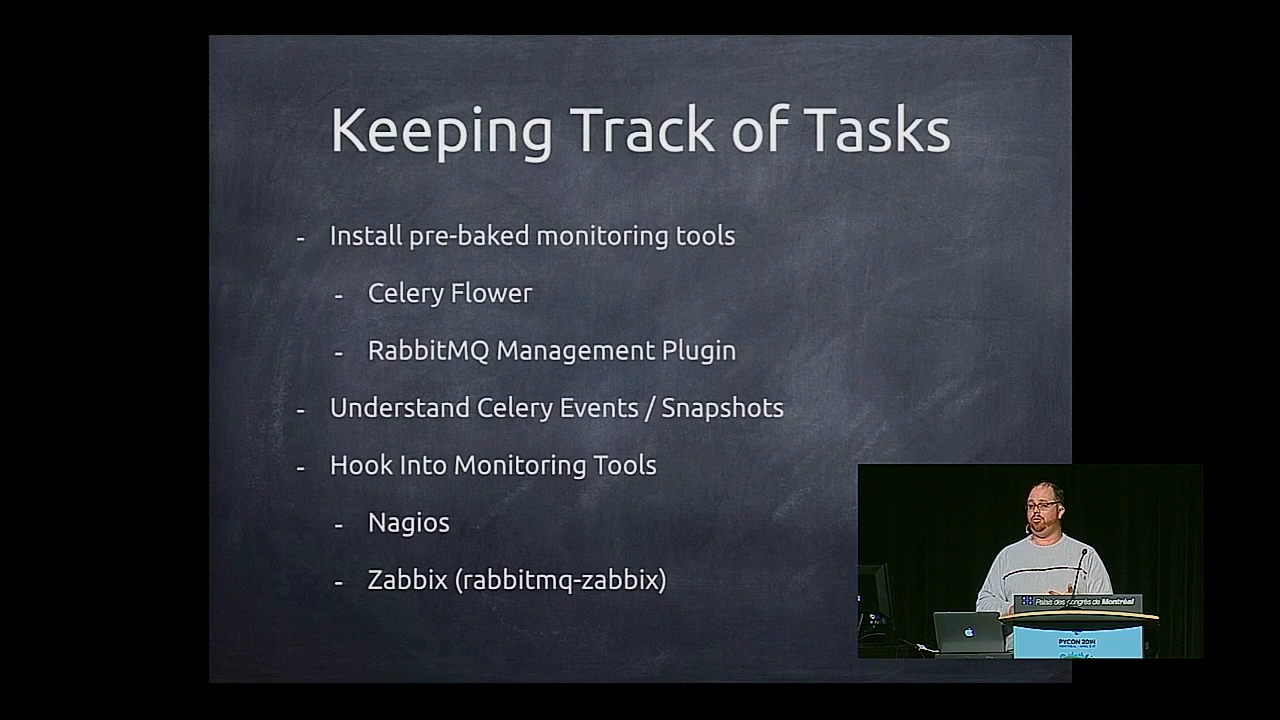 Keeping Track of Tasks
- Install pre-baked monitoring tools
- Celery Flower
- RabbitMQ Management Plugin
- Understand Celery Events / Snapshots
- Hook Into Monitoring Tools
- Nagios
- Zabbix (rabbitmq-zabbix)
Palais des congrès de Montréal
PYCON 2014